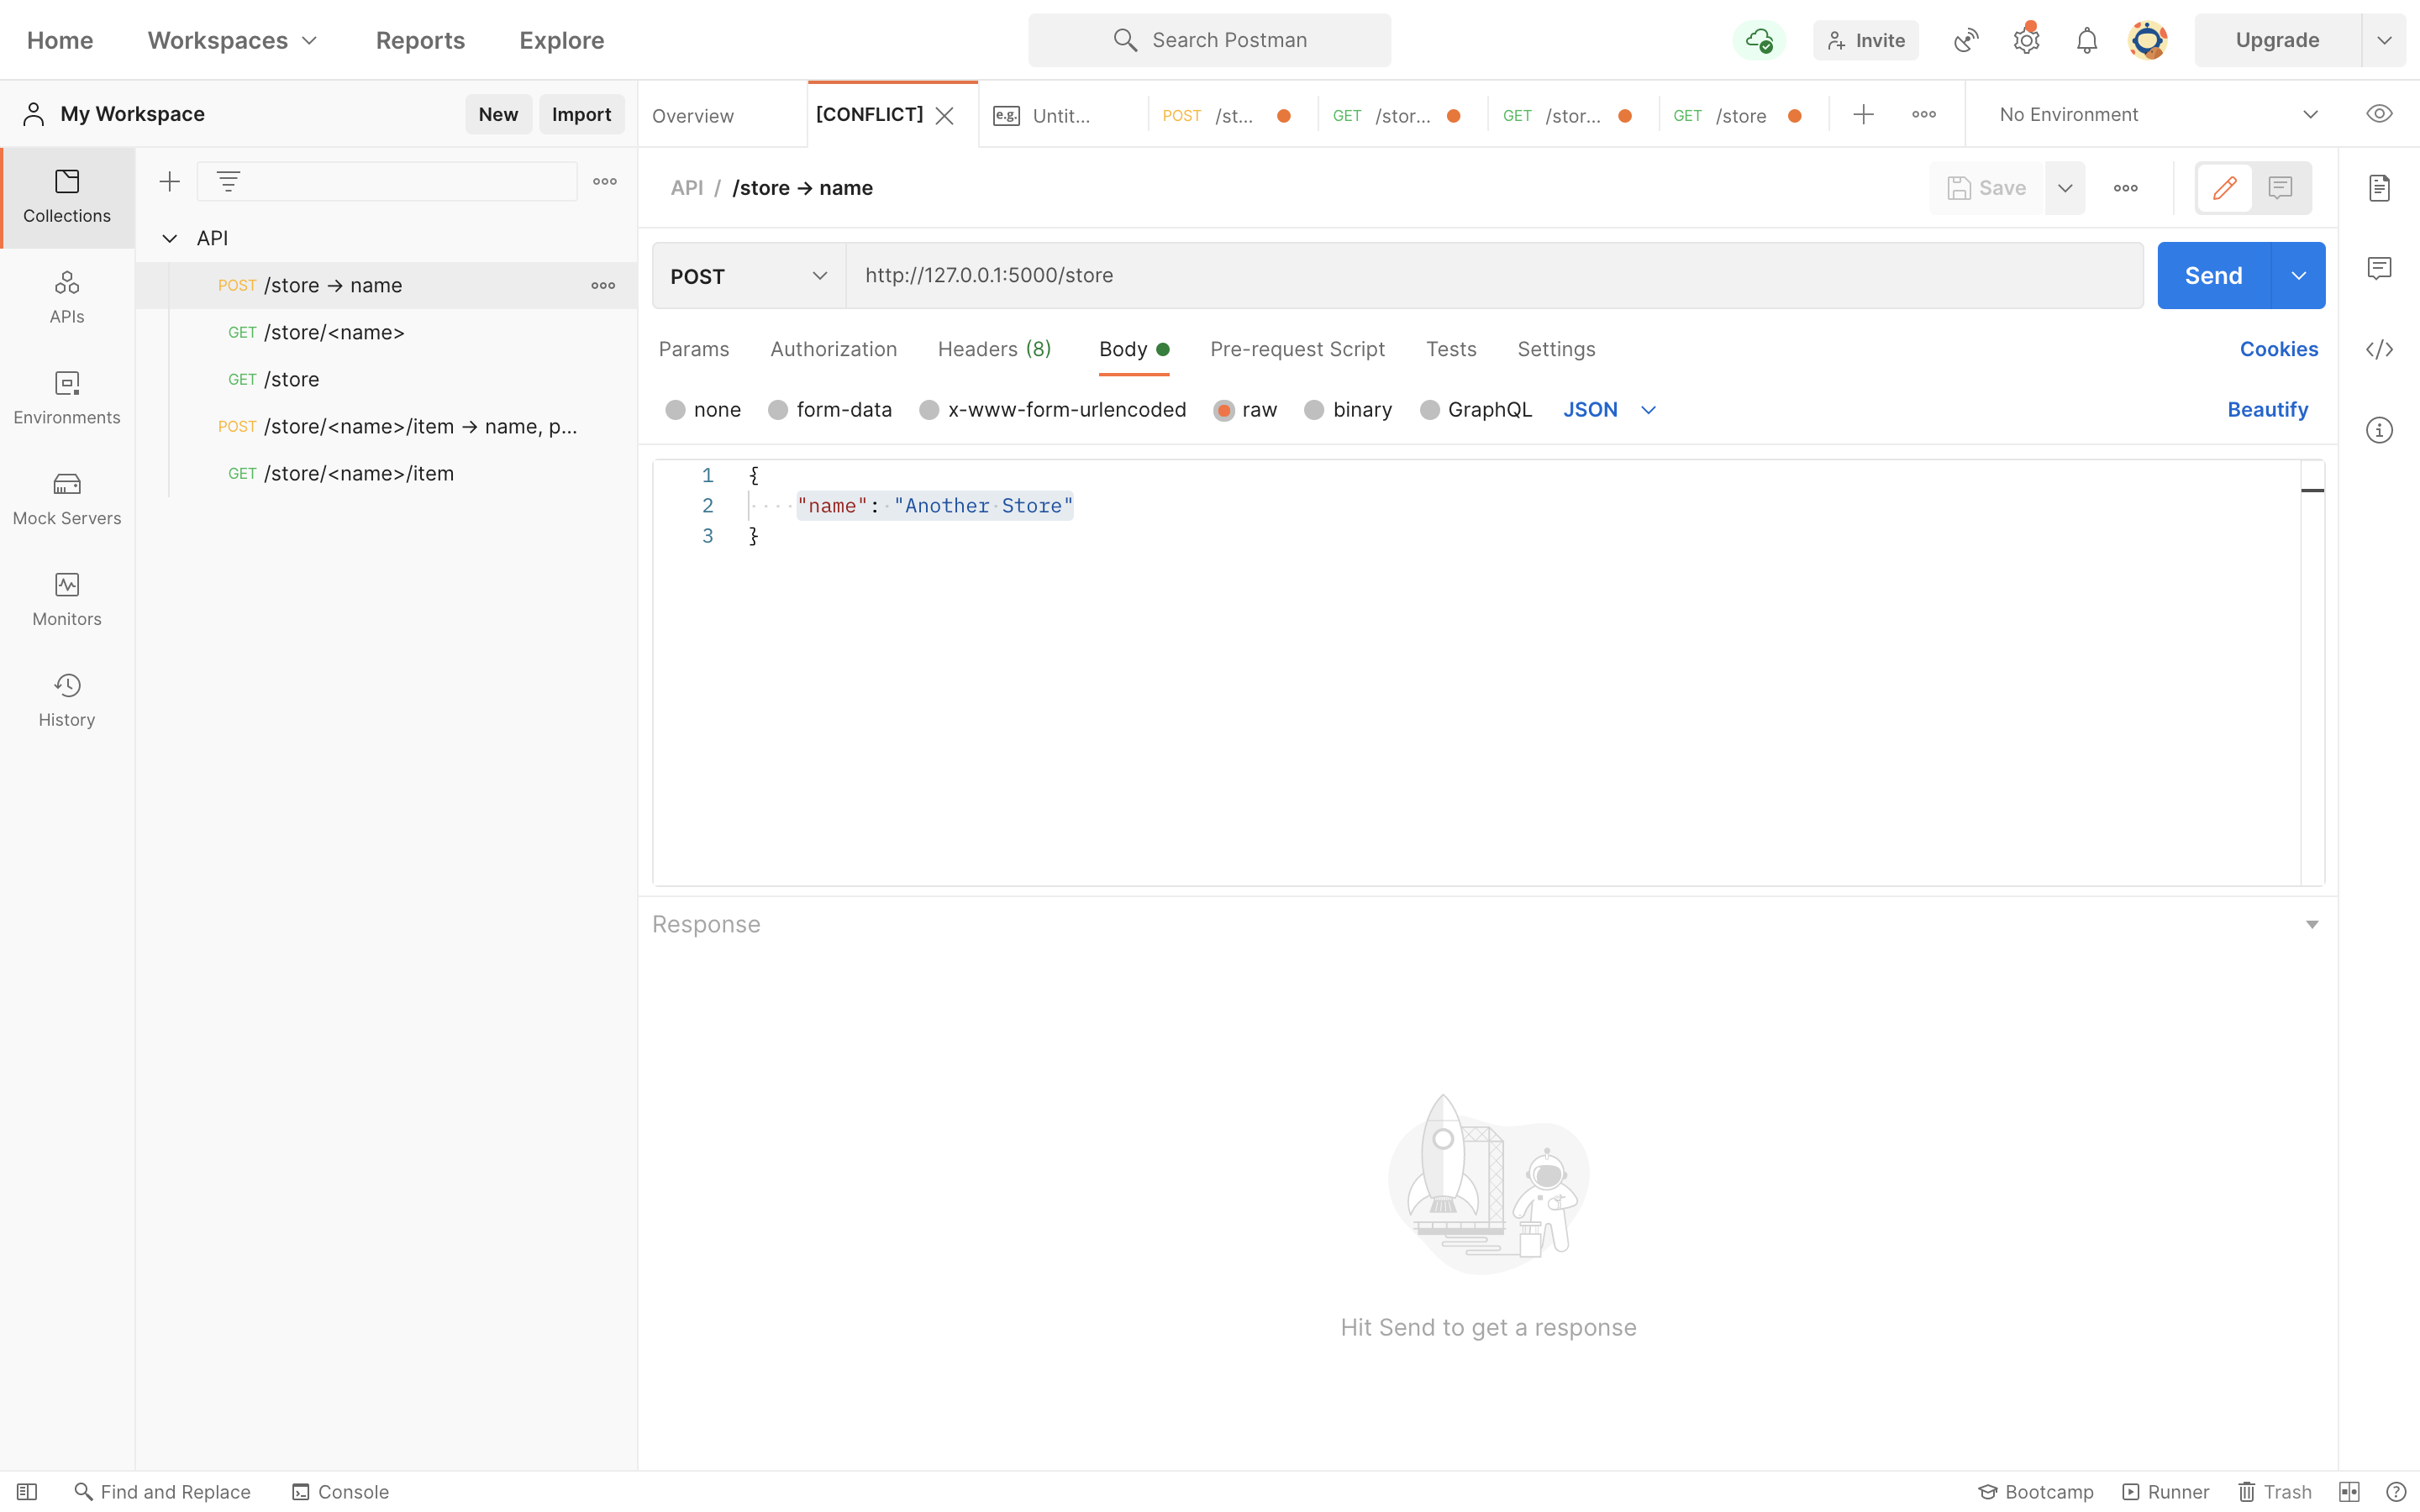 Home Workspaces Reports Explore Search Postman Invite Upgrade
My Workspace New Import Overview [CONFLICT] e.g. Untit... POST /st... GET /stor... GET /stor... GET /store No Environment
Collections
APIs
Environments
Mock Servers
Monitors
History
API
POST /store → name
GET /store/<name>
GET /store
POST /store/<name>/item → name, p...
GET /store/<name>/item
API / /store → name Save
POST http://127.0.0.1:5000/store Send
Params Authorization Headers (8) Body Pre-request Script Tests Settings Cookies
none form-data x-www-form-urlencoded raw binary GraphQL JSON Beautify
1 {
2 "name": "Another Store"
3 }
Response
Hit Send to get a response
Find and Replace Console Bootcamp Runner Trash